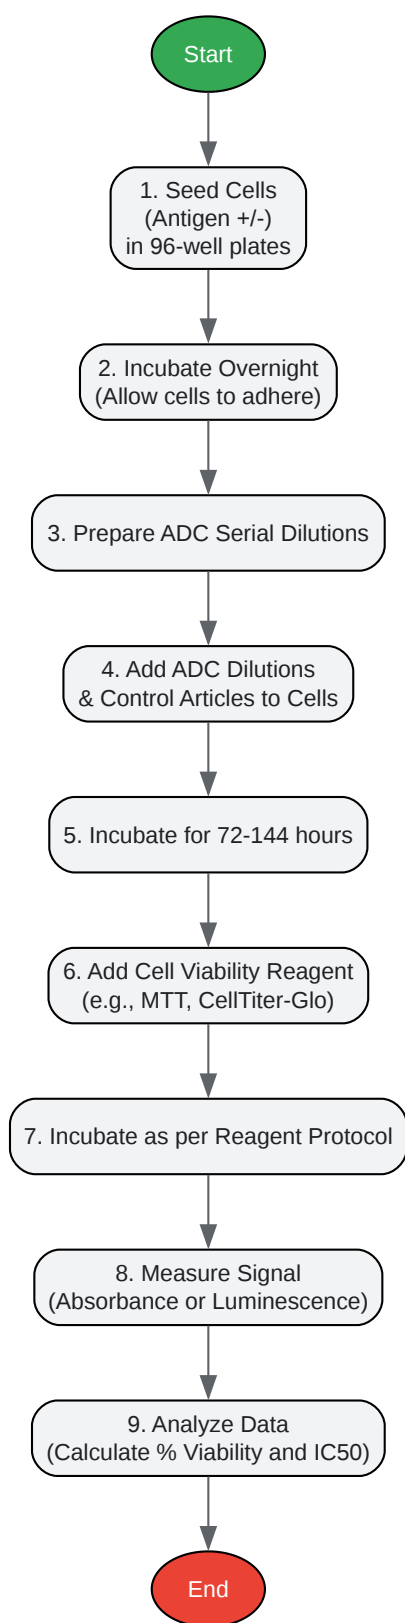 Start
1. Seed Cells
(Antigen +/-)
in 96-well plates
2. Incubate Overnight
(Allow cells to adhere)
3. Prepare ADC Serial Dilutions
4. Add ADC Dilutions
& Control Articles to Cells
5. Incubate for 72-144 hours
6. Add Cell Viability Reagent
(e.g., MTT, CellTiter-Glo)
7. Incubate as per Reagent Protocol
8. Measure Signal
(Absorbance or Luminescence)
9. Analyze Data
(Calculate % Viability and IC50)
End